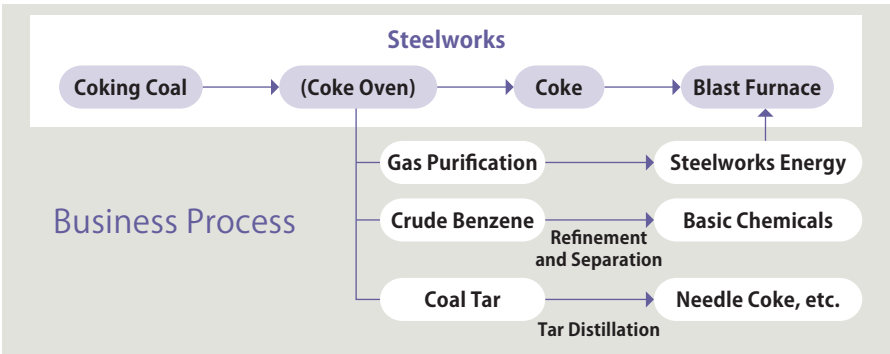 Steelworks
Coking Coal
(Coke Oven)
Coke
Blast Furnace
Gas Purification
Steelworks Energy
Business Process
Crude Benzene
Refinement
and Separation
Basic Chemicals
Coal Tar
Tar Distillation
Needle Coke, etc.